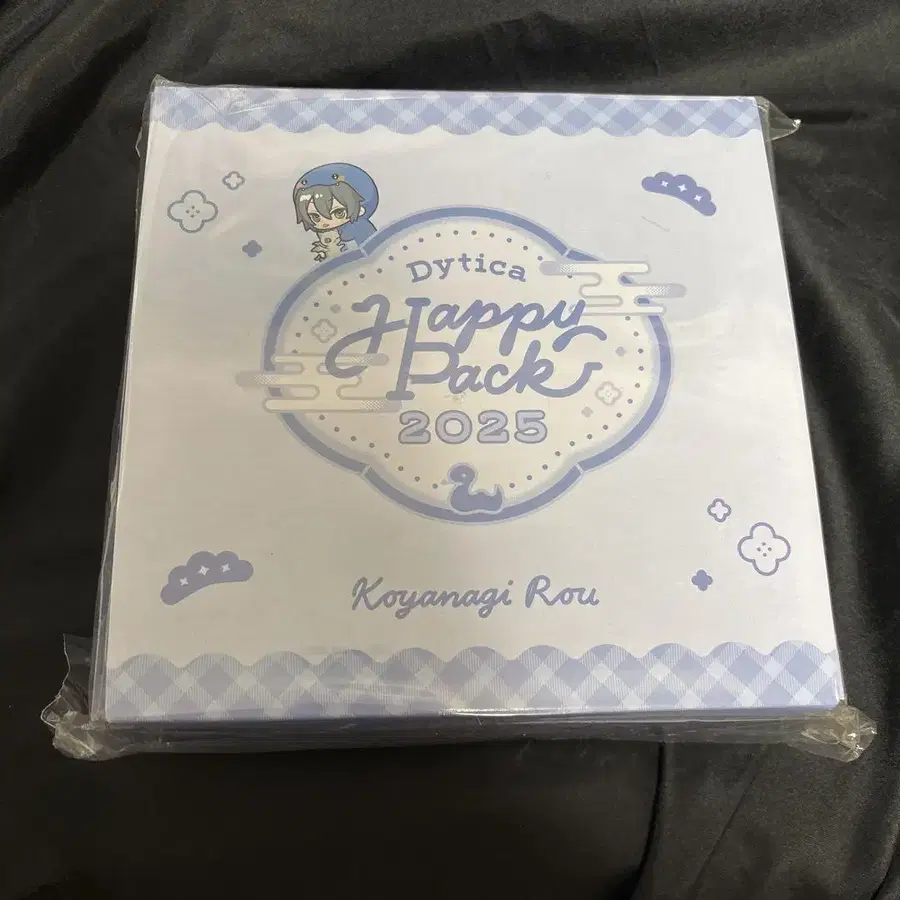 Dytica
Happy
Pack
2025
Koyanagi Rou